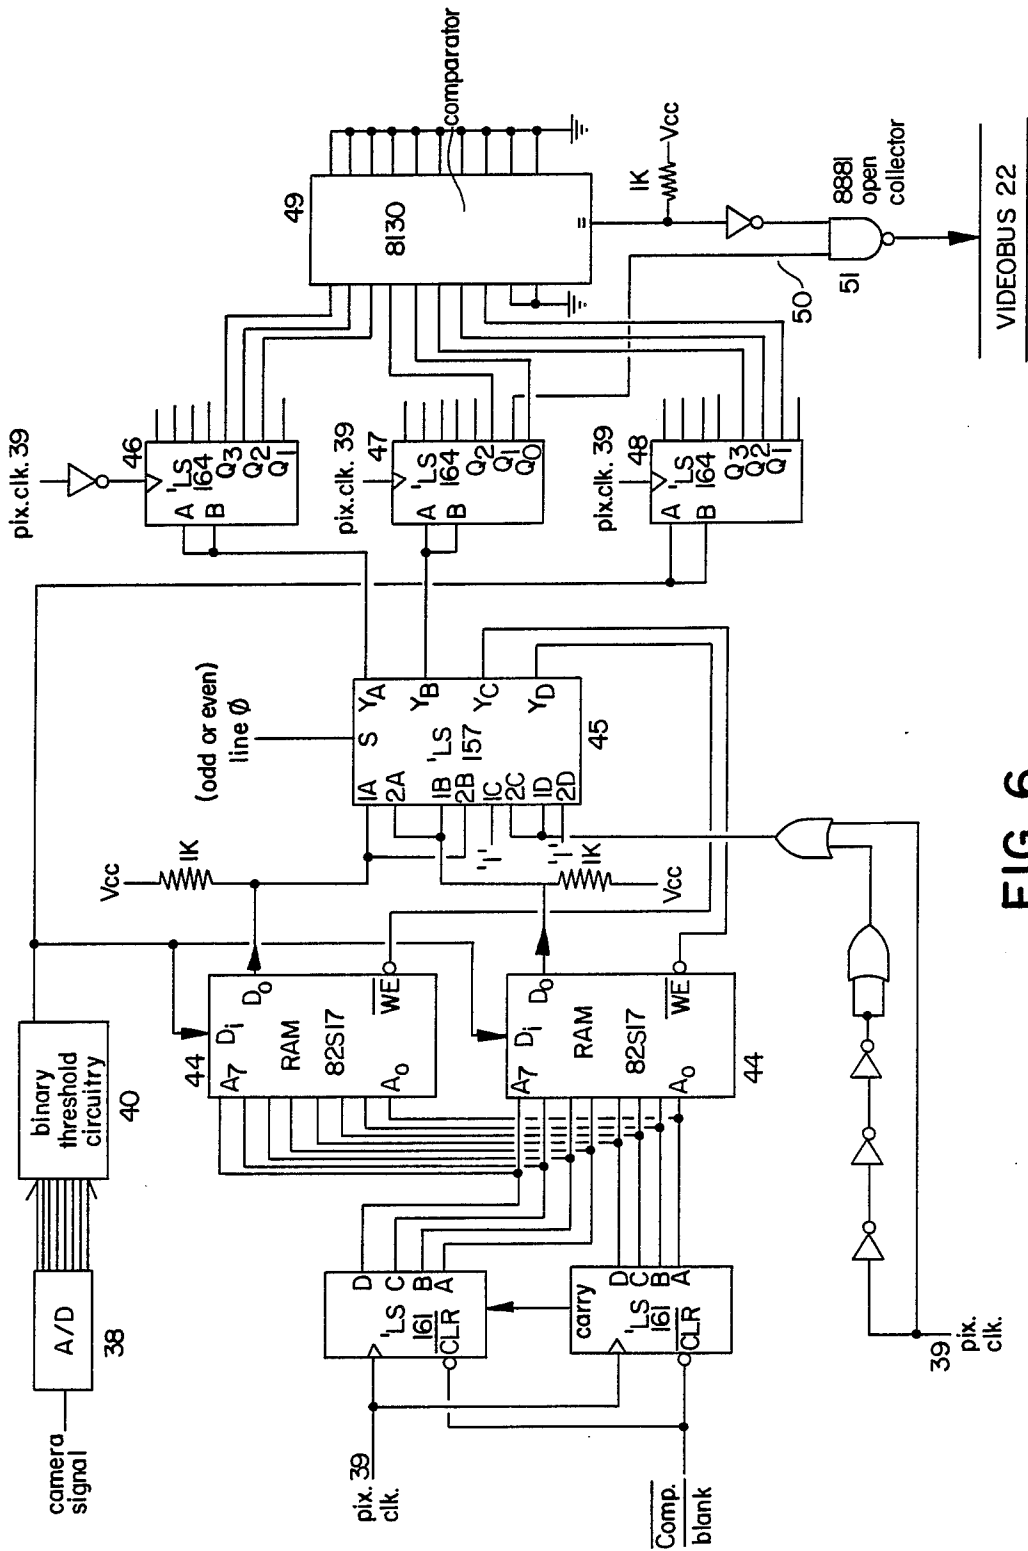 camera
signal
A/D
38
binary
threshold
circuitry
40
pix. 39
clk.
Comp.
blank
'LS
161
CLR
D
C
B
A
carry
'LS
161
CLR
D
C
B
A
44
A7
Di
Do
RAM
82S17
A0
WE
A7
Di
Do
RAM
82S17
A0
WE
44
Vcc
1K
"1"
"1"
1K
Vcc
39
pix.
clk.
(odd or even)
line Ø
S
1A
2A
1B
2B
1C
2C
1D
2D
'LS
157
YA
YB
YC
YD
45
pix.clk. 39
46
A
B
'LS
164
Q3
Q2
Q1
pix.clk. 39
47
A
B
'LS
164
Q2
Q1
Q0
pix.clk. 39
48
A
B
'LS
164
Q3
Q2
Q1
49
8130
=
comparator
1K
Vcc
50
51
8881
open
collector
VIDEOBUS 22
FIG 6